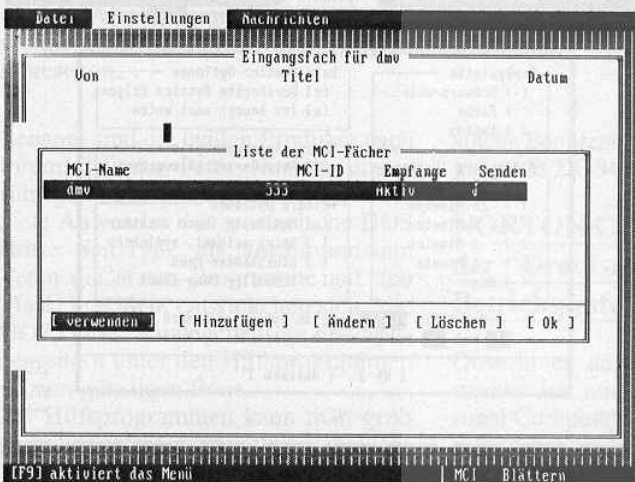 Datei Einstellungen Nachrichten
Eingangsfach für dmv
Von Titel Datum
Liste der MCI-Fächer
MCI-Name MCI-ID Empfange Senden
dmv 555 Aktiv J
[ verwenden ] [ Hinzufügen ] [ Ändern ] [ Löschen ] [ Ok ]
[F9] aktiviert das Menü MCI - Blättern